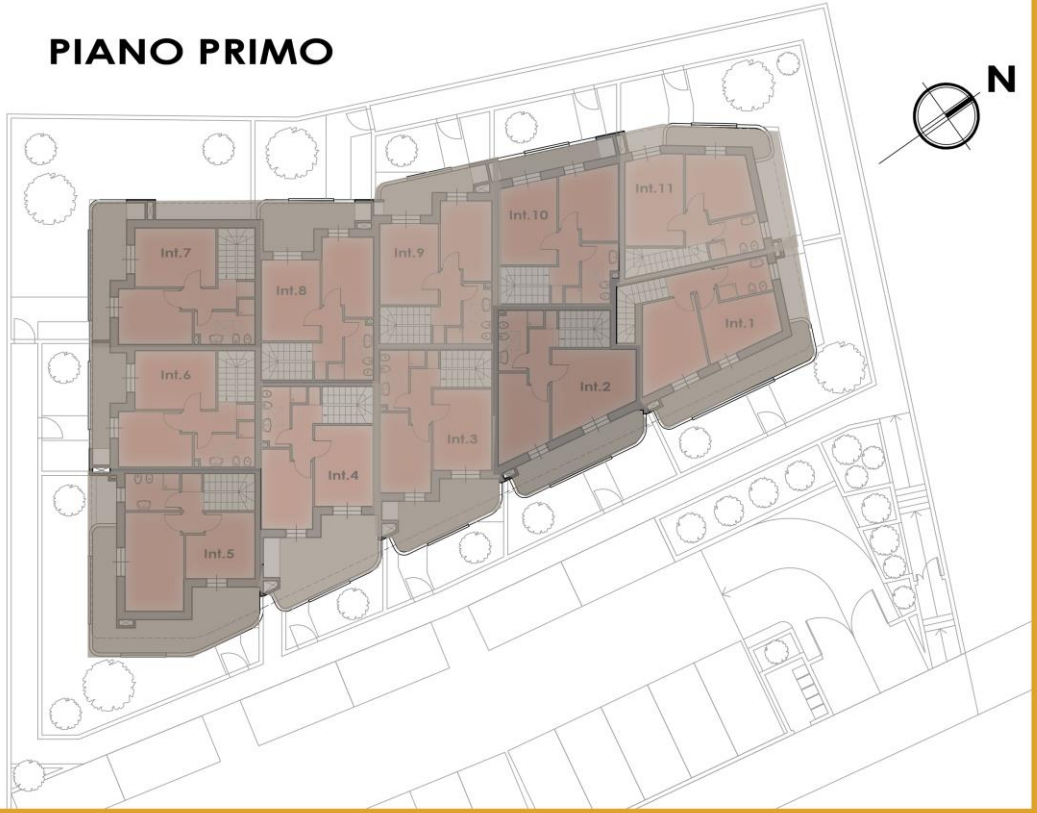 PIANO PRIMO
N
Int.11
Int.10
Int.9
Int.7
Int.8
Int.1
Int.6
Int.2
Int.3
Int.4
Int.5